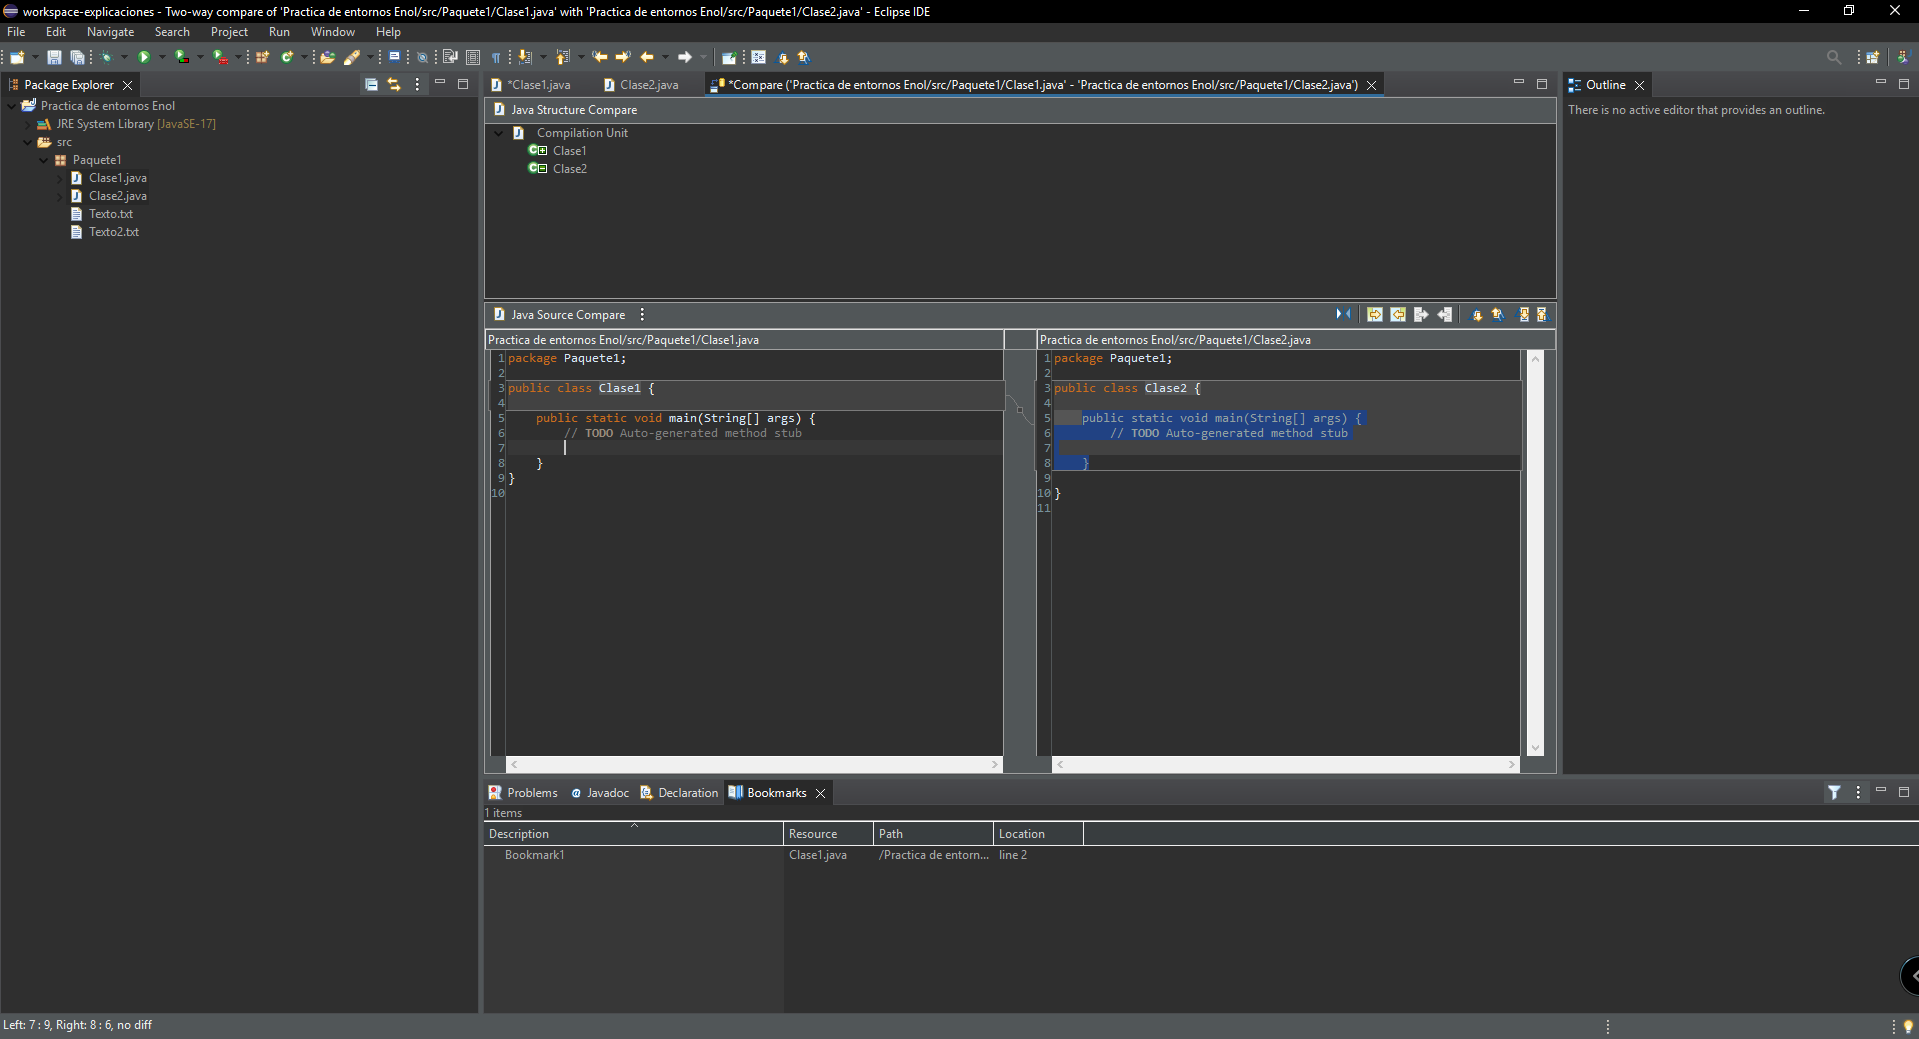 workspace-explicaciones - Two-way compare of 'Practica de entornos Enol/src/Paquete1/Clase1.java' with 'Practica de entornos Enol/src/Paquete1/Clase2.java' - Eclipse IDE
File Edit Navigate Search Project Run Window Help
Package Explorer
Practica de entornos Enol
JRE System Library [JavaSE-17]
src
Paquete1
Clase1.java
Clase2.java
Texto.txt
Texto2.txt
*Clase1.java
Clase2.java
*Compare ('Practica de entornos Enol/src/Paquete1/Clase1.java' - 'Practica de entornos Enol/src/Paquete1/Clase2.java')
Java Structure Compare
Compilation Unit
Clase1
Clase2
Java Source Compare
Practica de entornos Enol/src/Paquete1/Clase1.java
1 package Paquete1;
2
3 public class Clase1 {
4
5 public static void main(String[] args) {
6 // TODO Auto-generated method stub
7
8 }
9 }
10
Practica de entornos Enol/src/Paquete1/Clase2.java
1 package Paquete1;
2
3 public class Clase2 {
4
5 public static void main(String[] args) {
6 // TODO Auto-generated method stub
7
8 }
9
10 }
11
Outline
There is no active editor that provides an outline.
Problems Javadoc Declaration Bookmarks
1 items
Description Resource Path Location
Bookmark1 Clase1.java /Practica de entorn... line 2
Left: 7 : 9, Right: 8 : 6, no diff